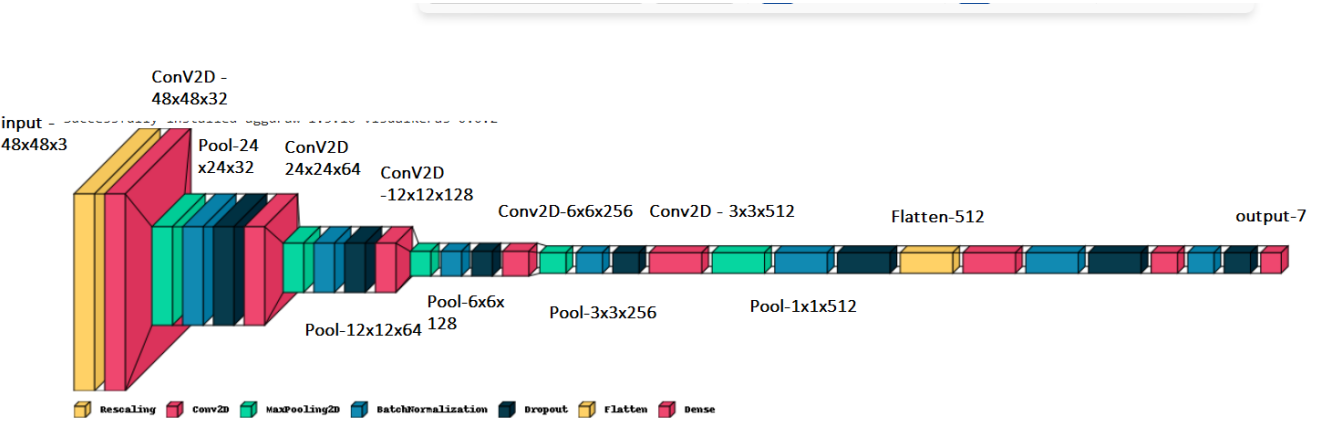 ConV2D -
48x48x32
input -
48x48x3
Pool-24
x24x32
ConV2D
24x24x64
ConV2D
-12x12x128
Conv2D-6x6x256
Conv2D - 3x3x512
Flatten-512
output-7
Pool-12x12x64
Pool-6x6x
128
Pool-3x3x256
Pool-1x1x512
Rescaling Conv2D MaxPooling2D BatchNormalization Dropout Flatten Dense